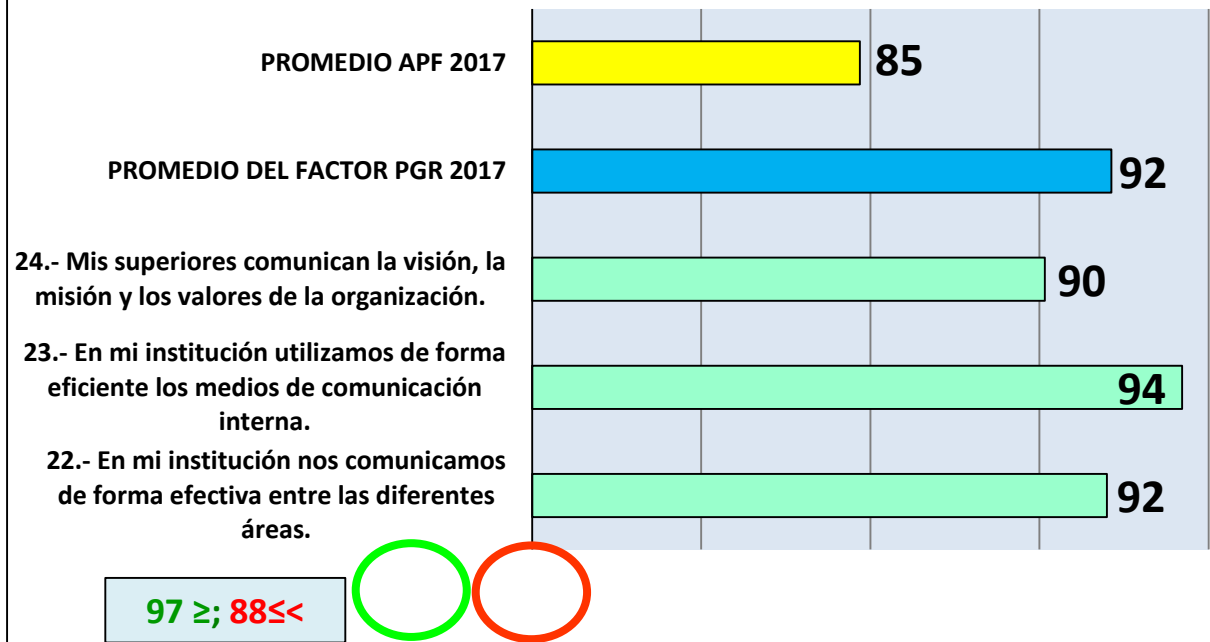 PROMEDIO APF 2017
85
PROMEDIO DEL FACTOR PGR 2017
92
24.- Mis superiores comunican la visión, la
misión y los valores de la organización.
90
23.- En mi institución utilizamos de forma
eficiente los medios de comunicación
interna.
94
22.- En mi institución nos comunicamos
de forma efectiva entre las diferentes
áreas.
92
97 ≥; 88≤<